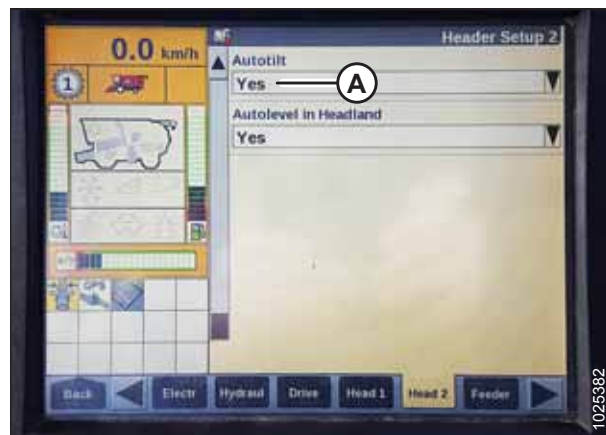 Header Setup 2
0.0 km/h
1
Autotilt
Yes
A
Autolevel in Headland
Yes
GPS
Back
Electr
Hydraul
Drive
Head 1
Head 2
Feeder
1025382